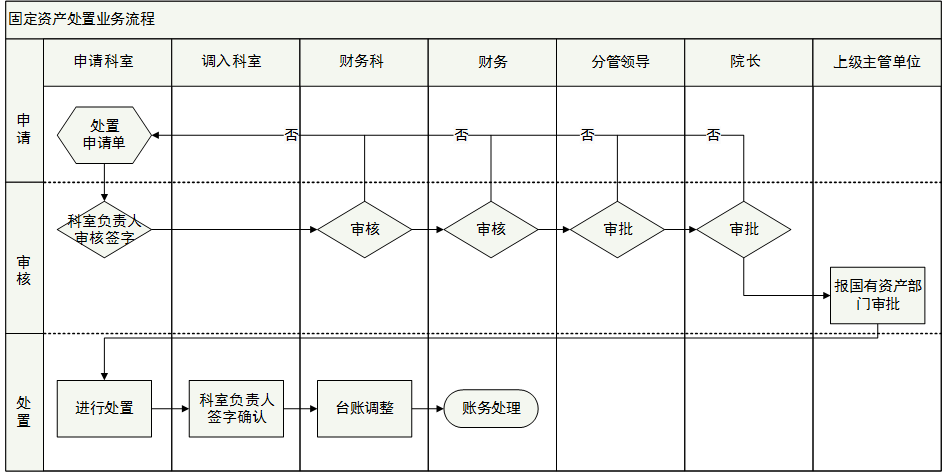 固定资产处置业务流程
申请科室
调入科室
财务科
财务
分管领导
院长
上级主管单位
申
请
处置
申请单
否
否
否
否
审
核
科室负责人
审核签字
审核
审核
审批
审批
报国有资产部
门审批
处
置
进行处置
科室负责人
签字确认
台账调整
账务处理